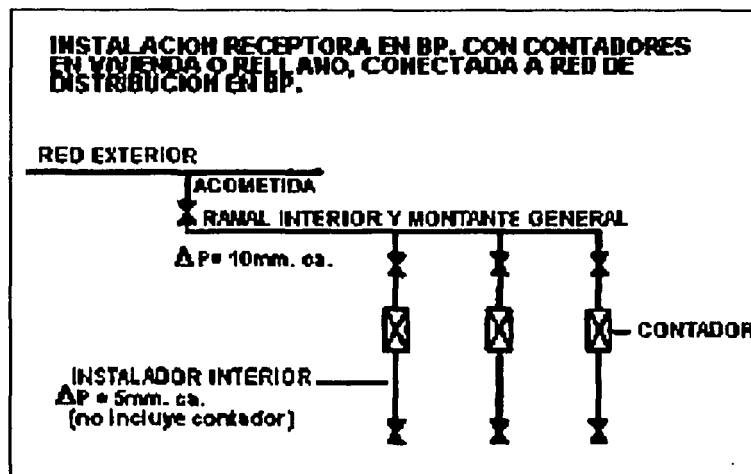 INSTALACION RECEPTORA EN BP. CON CONTADORES
EN VIVIENDA O RELLANO, CONECTADA A RED DE
DISTRIBUCION EN BP.
RED EXTERIOR
ACOMETIDA
RAMAL INTERIOR Y MONTANTE GENERAL
Δ P= 10mm. ca.
CONTADOR
INSTALADOR INTERIOR
ΔP = 5mm. ca.
(no incluye contador)